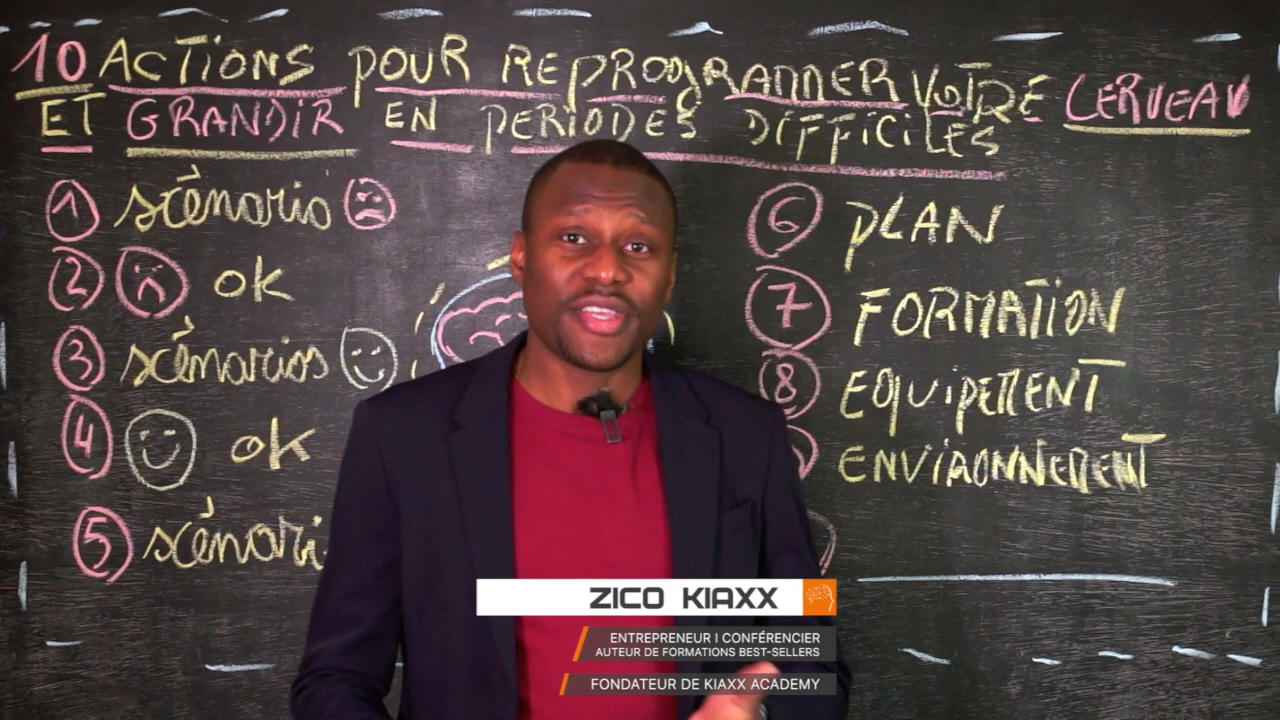 10 ACTIONS POUR REPROGRAMMER VOTRE CERVEAU
ET GRANDIR EN PERIODES DIFFICILES
1 scénario
2 ok
3 scénarios
4 ok
5 scénari
6 PLAN
7 FORMATION
8 EQUIPEMENT
ENVIRONNEMENT
ZICO KIAXX
ENTREPRENEUR I CONFÉRENCIER
AUTEUR DE FORMATIONS BEST-SELLERS
FONDATEUR DE KIAXX ACADEMY